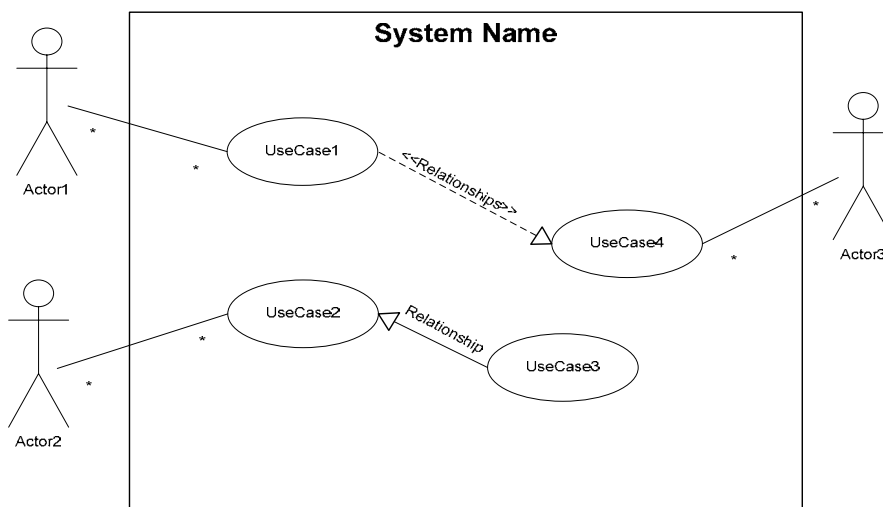 System Name
Actor1
*
*
UseCase1
<<Relationships>>
UseCase4
*
*
Actor3
Actor2
*
*
UseCase2
Relationship
UseCase3